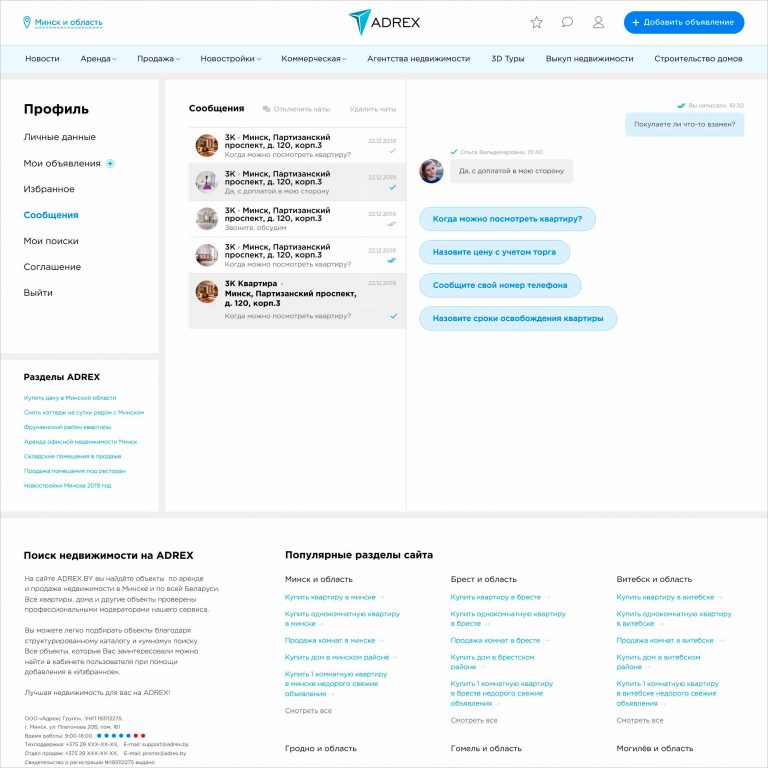 Минск и область
ADREX
+ Добавить объявление
Новости
Аренда
Продажа
Новостройки
Коммерческая
Агентства недвижимости
3D Туры
Выкуп недвижимости
Строительство домов
Профиль
Личные данные
Мои объявления +
Избранное
Сообщения
Мои поиски
Соглашение
Выйти
Разделы ADREX
Купить дачу в Минской области
Снять коттедж на сутки рядом с Минском
Фрунзенский район квартиры
Аренда офисной недвижимости Минск
Складские помещения в продаже
Продажа помещения под ресторан
Новостройки Минска 2019 год
Сообщения
Отключить чаты
Удалить чаты
3К · Минск, Партизанский
проспект, д. 120, корп.3
Когда можно посмотреть квартиру?
22.12.2019
3К · Минск, Партизанский
проспект, д. 120, корп.3
Да, с доплатой в мою сторону
22.12.2019
3К · Минск, Партизанский
проспект, д. 120, корп.3
Звоните, обсудим
22.12.2019
3К · Минск, Партизанский
проспект, д. 120, корп.3
Когда можно посмотреть квартиру?
22.12.2019
3К Квартира ·
Минск, Партизанский проспект,
д. 120, корп.3
Когда можно посмотреть квартиру?
22.12.2019
Вы написали, 10:30
Покупаете ли что-то взамен?
Ольга Вальдимировна, 10:40
Да, с доплатой в мою сторону
Когда можно посмотреть квартиру?
Назовите цену с учетом торга
Сообщите свой номер телефона
Назовите сроки освобождения квартиры
Поиск недвижимости на ADREX
На сайте ADREX.BY вы найдёте объекты по аренде
и продаже недвижимости в Минске и по всей Беларуси.
Все квартиры, дома и другие объекты проверены
профессиональными модераторами нашего сервиса.
Вы можете легко подбирать объекты благодаря
структурированному каталогу и «умному» поиску.
Все объекты, которые Вас заинтересовали можно
найти в кабинете пользователя при помощи
добавления в «Избранное».
Лучшая недвижимость для вас на ADREX!
ООО «Адрекс Групп», УНП 193112275,
г. Минск, ул. Платонова 20Б, пом. 161
Время работы: 9:00-18:00
Техподдержка: +375 29 XXX-XX-XX, E-mail: support@adrex.by
Отдел продаж: +375 29 XXX-XX-XX, E-mail: promo@adrex.by
Свидетельство о регистрации №193112275 выдано
Популярные разделы сайта
Минск и область
Купить квартиру в минске →
Купить однокомнатную квартиру
в минске →
Продажа комнат в минске →
Купить дом в минском районе →
Купить 1 комнатную квартиру
в минске недорого свежие
объявления →
Смотреть все
Гродно и область
Брест и область
Купить квартиру в бресте →
Купить однокомнатную квартиру
в бресте →
Продажа комнат в бресте →
Купить дом в брестском
районе →
Купить 1 комнатную квартиру
в бресте недорого свежие
объявления →
Смотреть все
Гомель и область
Витебск и область
Купить квартиру в витебске →
Купить однокомнатную квартиру
в витебске →
Продажа комнат в витебске →
Купить дом в витебском
районе →
Купить 1 комнатную квартиру
в витебске недорого свежие
объявления →
Смотреть все
Могилёв и область